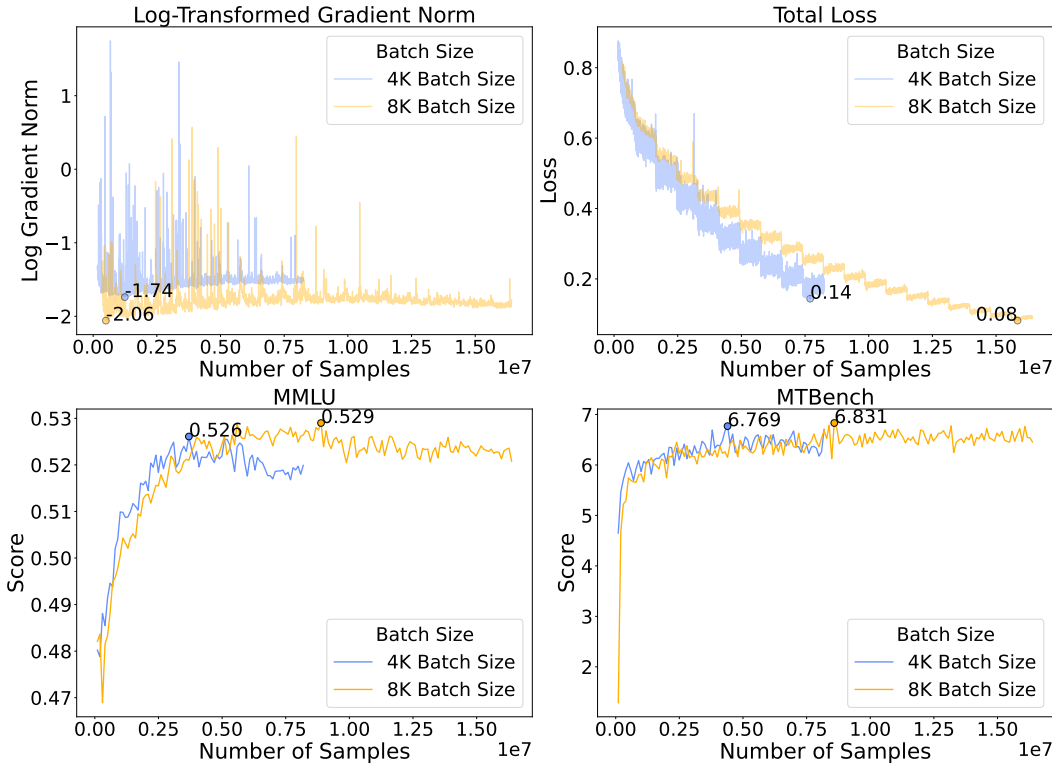 Log-Transformed Gradient Norm
Log Gradient Norm
1
0
−1
−2
Batch Size
4K Batch Size
8K Batch Size
-1.74
-2.06
0.00 0.25 0.50 0.75 1.00 1.25 1.50
Number of Samples
1e7
Total Loss
Loss
0.8
0.6
0.4
0.2
Batch Size
4K Batch Size
8K Batch Size
0.14
0.08
0.00 0.25 0.50 0.75 1.00 1.25 1.50
Number of Samples
1e7
MMLU
Score
0.53
0.52
0.51
0.50
0.49
0.48
0.47
0.526
0.529
Batch Size
4K Batch Size
8K Batch Size
0.00 0.25 0.50 0.75 1.00 1.25 1.50
Number of Samples
1e7
MTBench
Score
7
6
5
4
3
2
6.769
6.831
Batch Size
4K Batch Size
8K Batch Size
0.00 0.25 0.50 0.75 1.00 1.25 1.50
Number of Samples
1e7